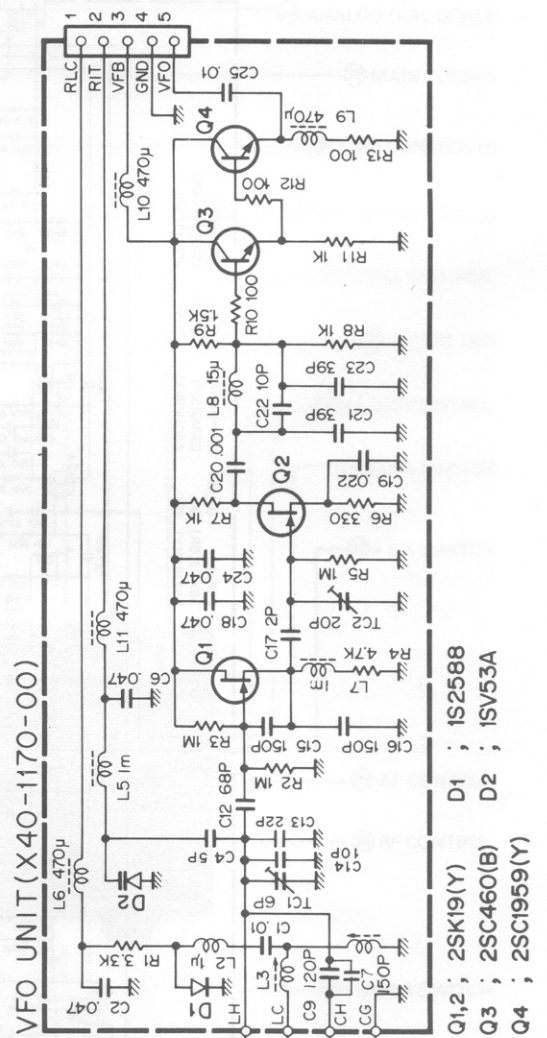 VFO UNIT (X40-1170-00)
1 2 3 4 5
RLC
RIT
VFB
GND
VFO
L6 470μ
L5 1m
L11 470μ
L10 470μ
C25 .01
Q4
L9 470μ
R13 100
R12 100
Q3
R11 1K
R10 100
R9 1.5K
R8 1K
L8 15μ
C23 39P
C22 10P
C21 39P
C20 .001
Q2
C19 .022
R7 1K
R6 330
C24 .047
R5 1M
C18 .047
TC2 20P
C17 2P
Q1
R4 4.7K
L7 1m
R3 1M
C15 150P
C16 150P
R2 1M
C12 68P
C6 .047
C4 5P
C13 22P
C14 10P
TC1 6P
D2
C1 .01
L2 1μ
R1 3.3K
C2 .047
D1
L3
LH
LC
C9 220P
CH
C7 150P
CG
Q1,2 ; 2SK19(Y) D1 ; 1S2588
Q3 ; 2SC460(B) D2 ; 1SV53A
Q4 ; 2SC1959(Y)